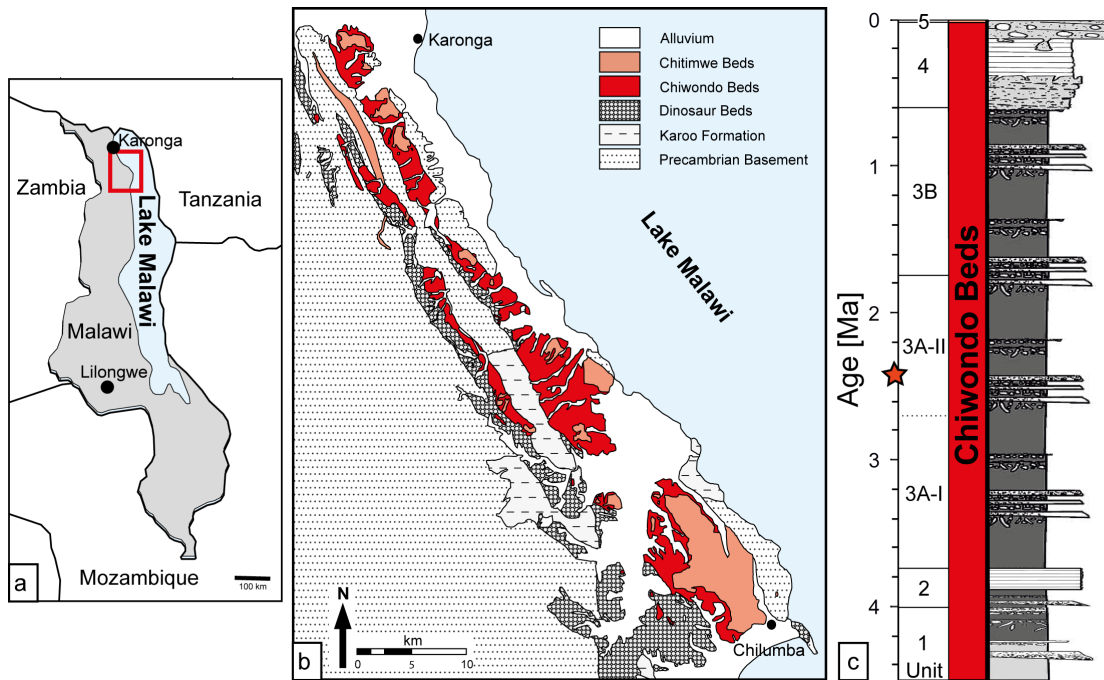 Karonga
Zambia
Tanzania
Lake Malawi
Malawi
Lilongwe
Mozambique
100 km
a
Karonga
Alluvium
Chitimwe Beds
Chiwondo Beds
Dinosaur Beds
Karoo Formation
Precambrian Basement
Lake Malawi
N
km
0 5 10
Chilumba
b
Age [Ma]
0
1
2
3
4
5
4
3B
3A-II
3A-I
2
1
Unit
Chiwondo Beds
c